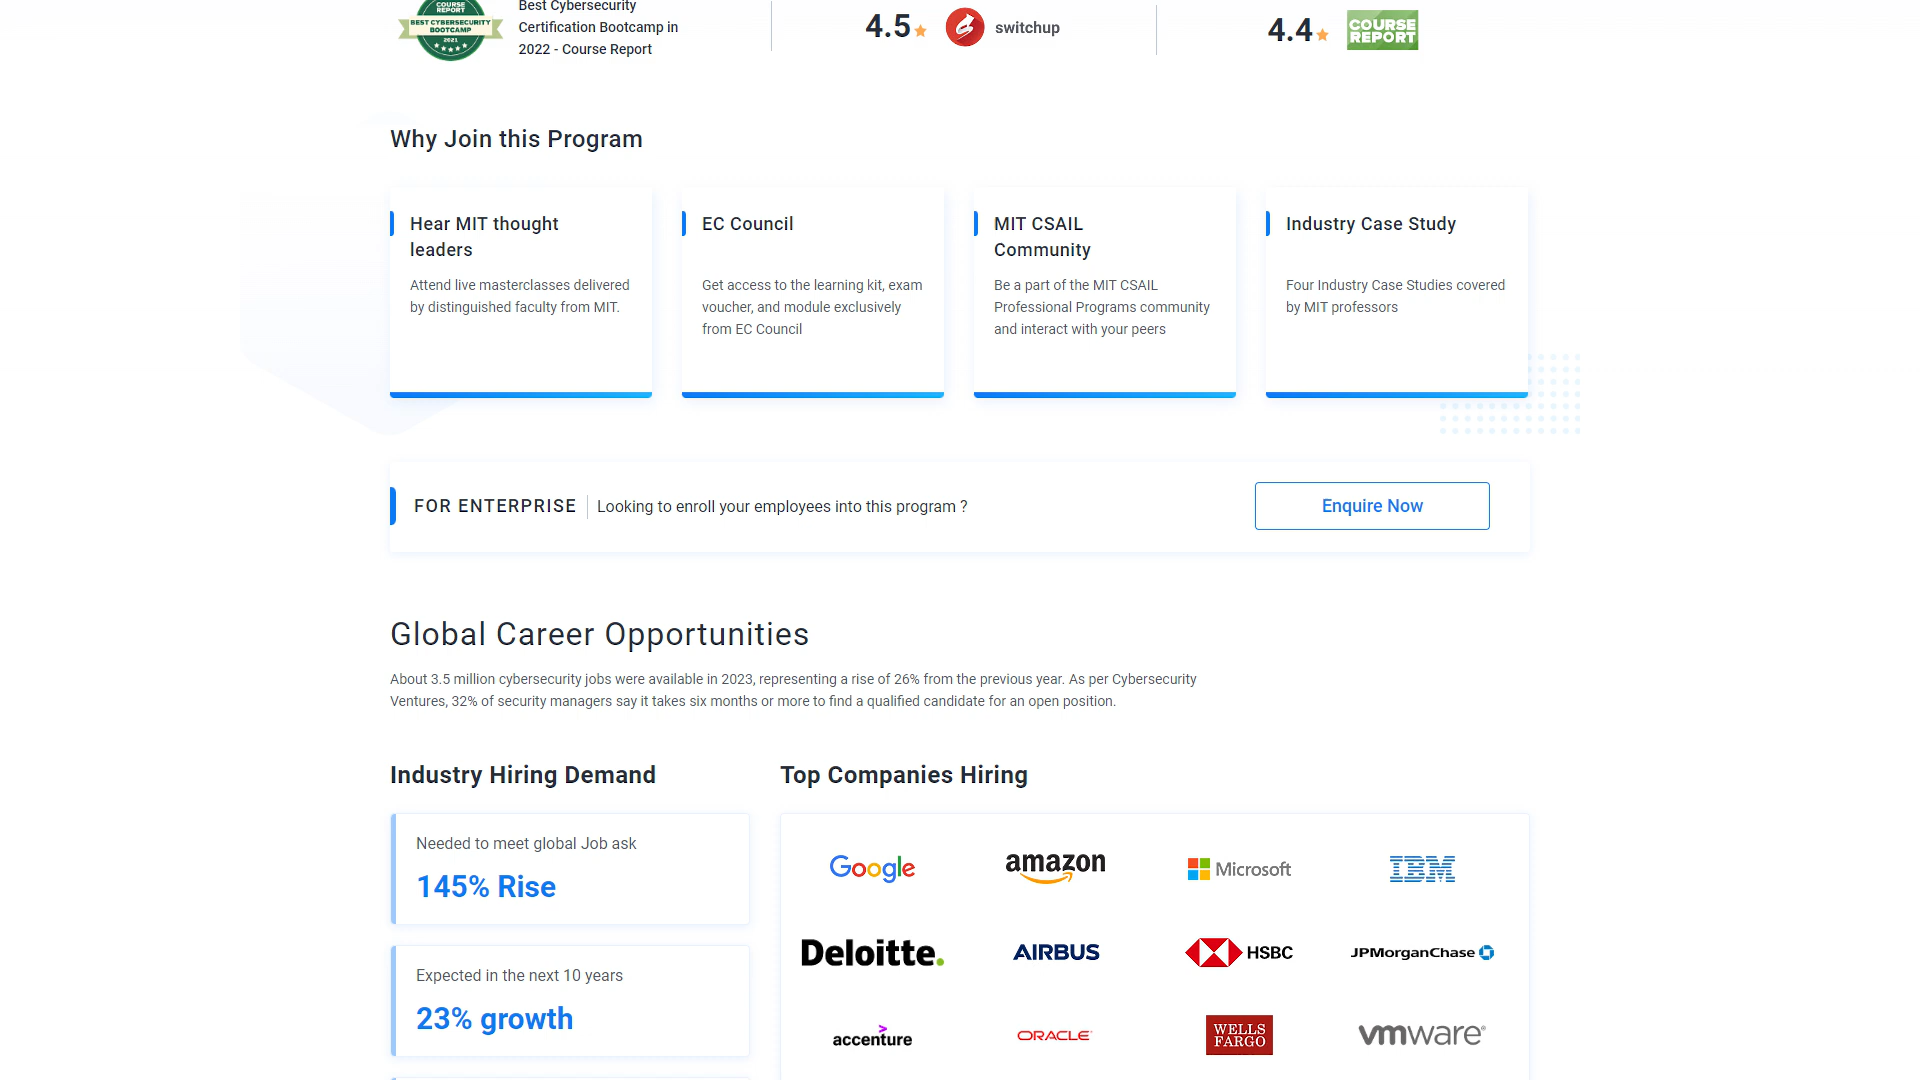 COURSE
REPORT
BEST CYBERSECURITY
BOOTCAMP
2021
Best Cybersecurity
Certification Bootcamp in
2022 - Course Report
4.5
switchup
4.4
COURSE
REPORT
Why Join this Program
Hear MIT thought
leaders
Attend live masterclasses delivered
by distinguished faculty from MIT.
EC Council
Get access to the learning kit, exam
voucher, and module exclusively
from EC Council
MIT CSAIL
Community
Be a part of the MIT CSAIL
Professional Programs community
and interact with your peers
Industry Case Study
Four Industry Case Studies covered
by MIT professors
FOR ENTERPRISE
Looking to enroll your employees into this program ?
Enquire Now
Global Career Opportunities
About 3.5 million cybersecurity jobs were available in 2023, representing a rise of 26% from the previous year. As per Cybersecurity
Ventures, 32% of security managers say it takes six months or more to find a qualified candidate for an open position.
Industry Hiring Demand
Needed to meet global Job ask
145% Rise
Expected in the next 10 years
23% growth
Top Companies Hiring
Google
amazon
Microsoft
IBM
Deloitte.
AIRBUS
HSBC
JPMorganChase
accenture
ORACLE
WELLS
FARGO
vmware